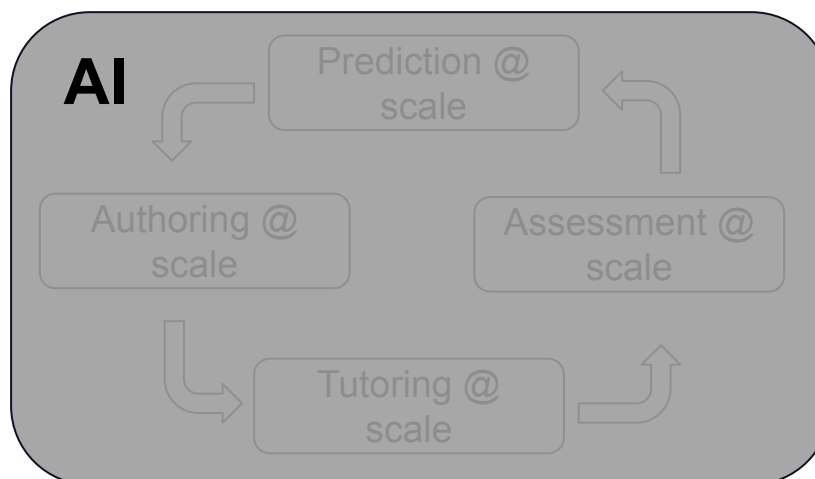 AI
Prediction @
scale
Authoring @
scale
Assessment @
scale
Tutoring @
scale